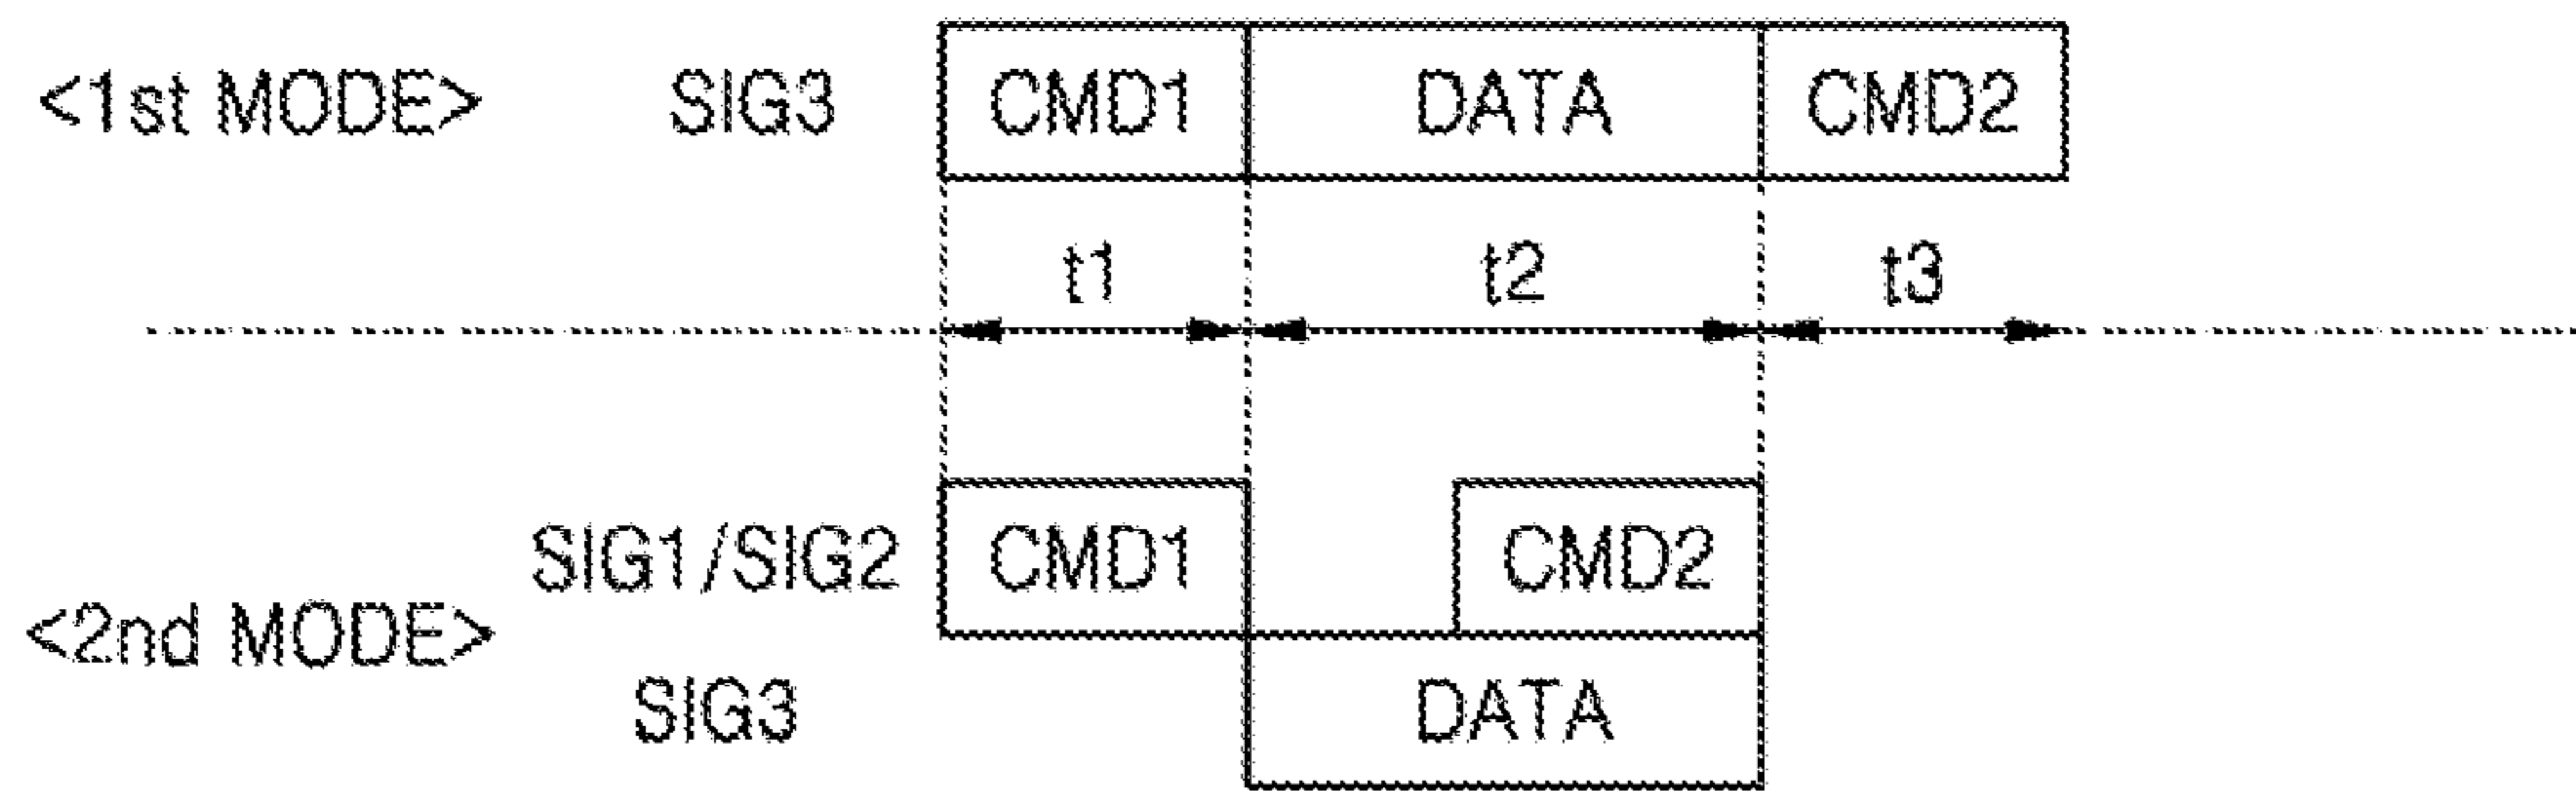 <1st MODE> SIG3 CMD1 DATA CMD2
t1 t2 t3
SIG1/SIG2 CMD1 CMD2
<2nd MODE>
SIG3 DATA